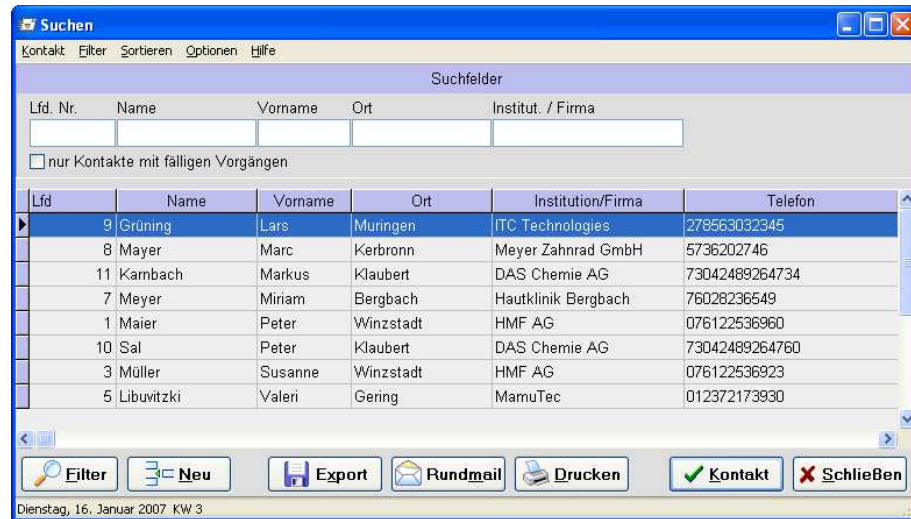 Suchen
Kontakt Filter Sortieren Optionen Hilfe
Suchfelder
Lfd. Nr. Name Vorname Ort Institut. / Firma
nur Kontakte mit fälligen Vorgängen
Lfd Name Vorname Ort Institution/Firma Telefon
9 Grüning Lars Muringen ITC Technologies 278563032345
8 Mayer Marc Kerbronn Meyer Zahnrad GmbH 5736202746
11 Karnbach Markus Klaubert DAS Chemie AG 73042489264734
7 Meyer Miriam Bergbach Hautklinik Bergbach 76028236549
1 Maier Peter Winzstadt HMF AG 076122536960
10 Sal Peter Klaubert DAS Chemie AG 73042489264760
3 Müller Susanne Winzstadt HMF AG 076122536923
5 Libuvitzki Valeri Gering MamuTec 012372173930
Filter Neu Export Rundmail Drucken Kontakt Schließen
Dienstag, 16. Januar 2007 KW 3